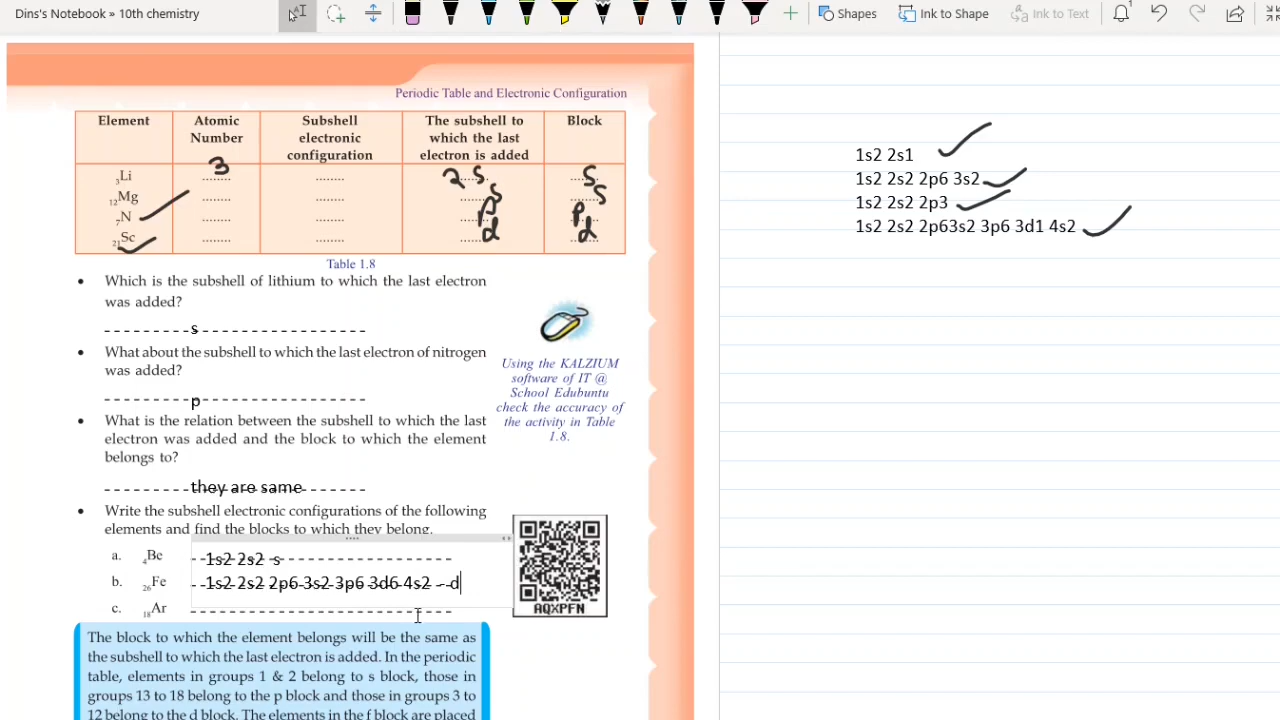 Dins's Notebook » 10th chemistry
Shapes
Ink to Shape
Ink to Text
1
Periodic Table and Electronic Configuration
Element Atomic Number Subshell electronic configuration The subshell to which the last electron is added Block
3Li 3 ........ 2s s
12Mg ........ ........ s s
7N ........ ........ p p
21Sc ........ ........ d d
Table 1.8
• Which is the subshell of lithium to which the last electron
was added?
s
• What about the subshell to which the last electron of nitrogen
was added?
p
• What is the relation between the subshell to which the last
electron was added and the block to which the element
belongs to?
they are same
• Write the subshell electronic configurations of the following
elements and find the blocks to which they belong.
a. 4Be 1s2 2s2 s
b. 26Fe 1s2 2s2 2p6 3s2 3p6 3d6 4s2 -- d
c. 18Ar
Using the KALZIUM
software of IT @
School Edubuntu
check the accuracy of
the activity in Table
1.8.
AQXPFN
The block to which the element belongs will be the same as
the subshell to which the last electron is added. In the periodic
table, elements in groups 1 & 2 belong to s block, those in
groups 13 to 18 belong to the p block and those in groups 3 to
12 belong to the d block. The elements in the f block are placed
1s2 2s1
1s2 2s2 2p6 3s2
1s2 2s2 2p3
1s2 2s2 2p63s2 3p6 3d1 4s2